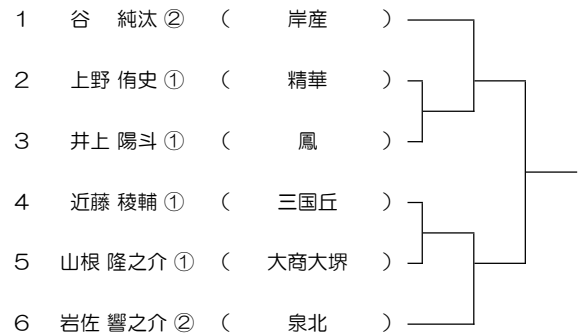 1 谷 純汰 ② ( 岸産 )
2 上野 侑史 ① ( 精華 )
3 井上 陽斗 ① ( 鳳 )
4 近藤 稜輔 ① ( 三国丘 )
5 山根 隆之介 ① ( 大商大堺 )
6 岩佐 響之介 ② ( 泉北 )